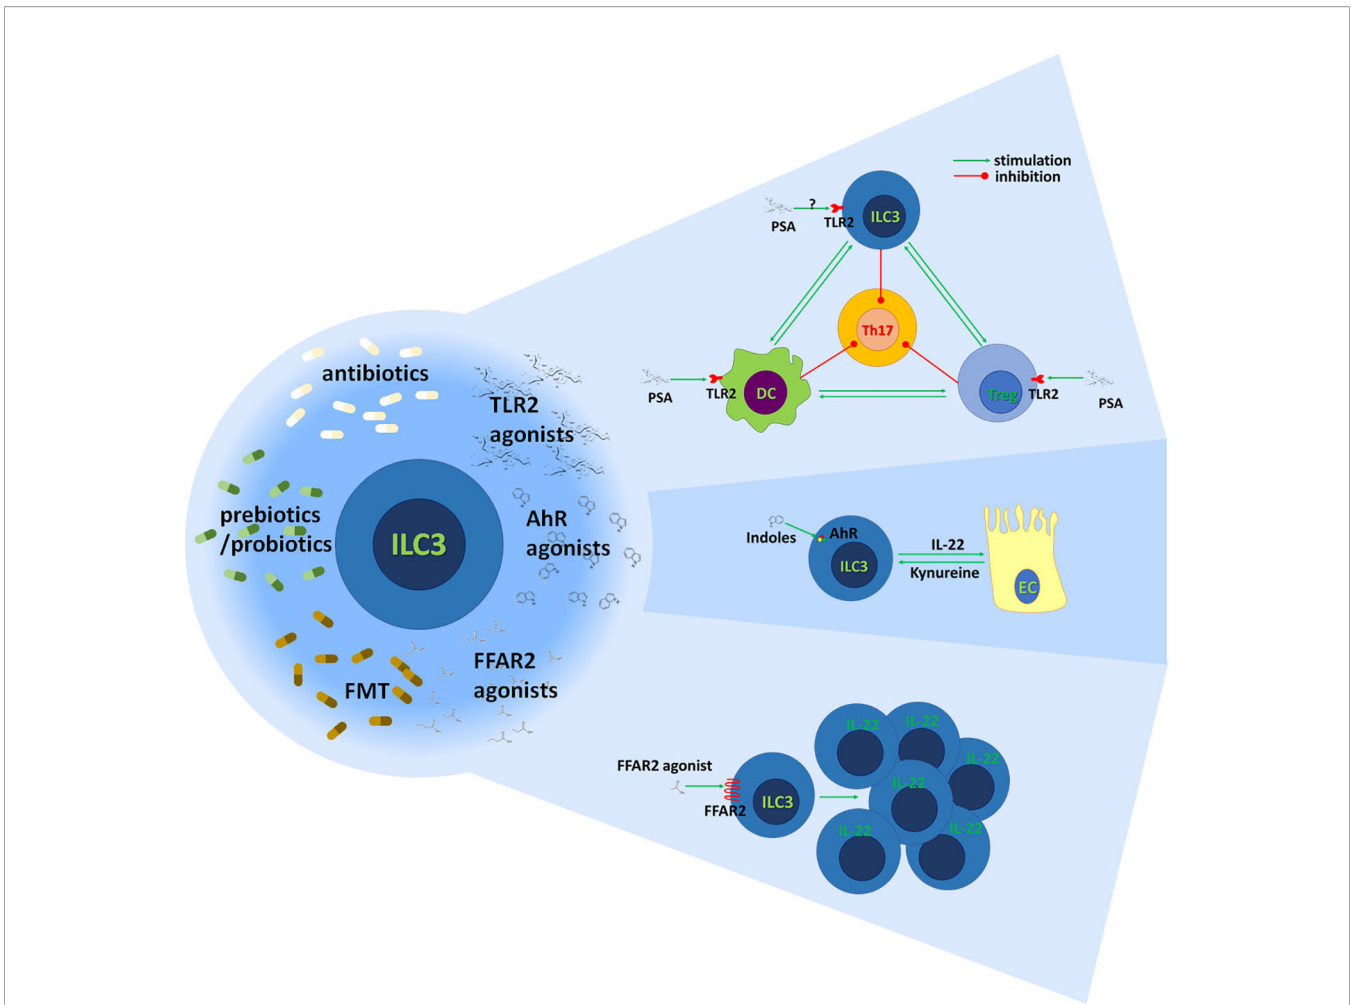 antibiotics
TLR2
agonists
prebiotics
/probiotics
ILC3
AhR
agonists
FFAR2
agonists
FMT
stimulation
inhibition
?
PSA
TLR2
ILC3
Th17
PSA
TLR2
DC
Treg
TLR2
PSA
Indoles
AhR
ILC3
IL-22
Kynureine
EC
FFAR2 agonist
FFAR2
ILC3
IL-22
IL-22
IL-22
IL-22
IL-22
IL-22